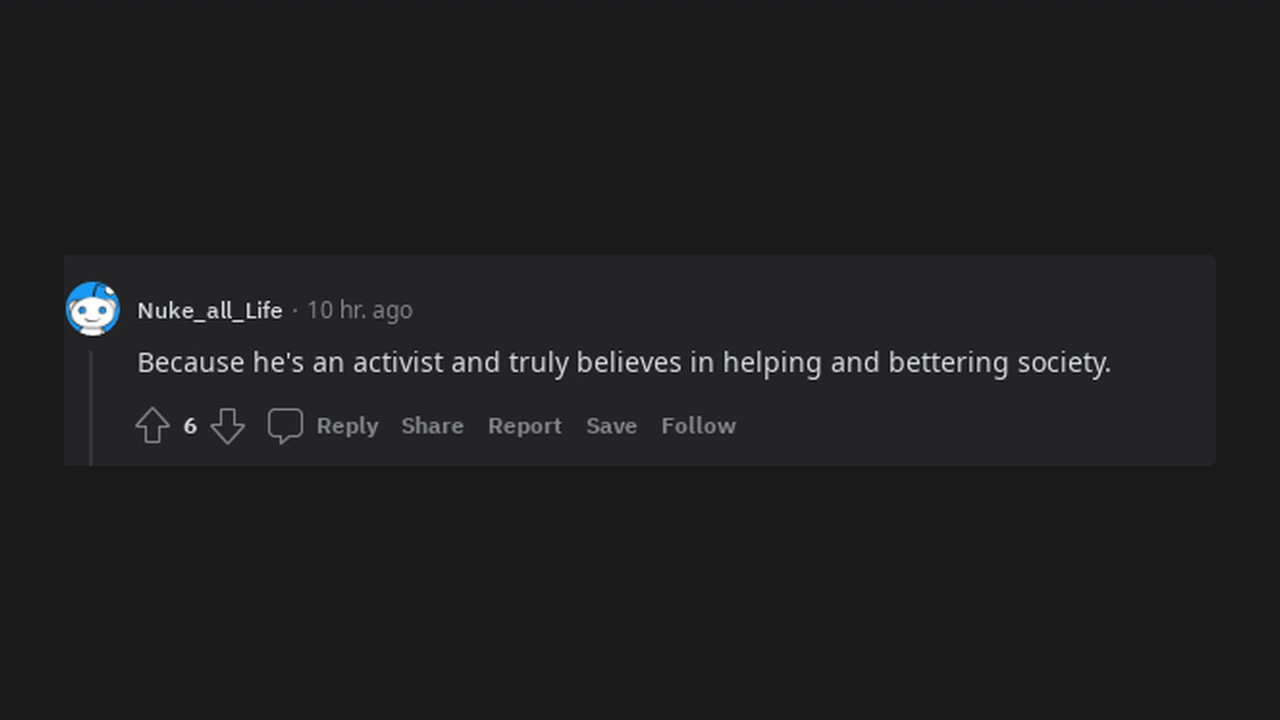 Nuke_all_Life · 10 hr. ago
Because he's an activist and truly believes in helping and bettering society.
6 Reply Share Report Save Follow